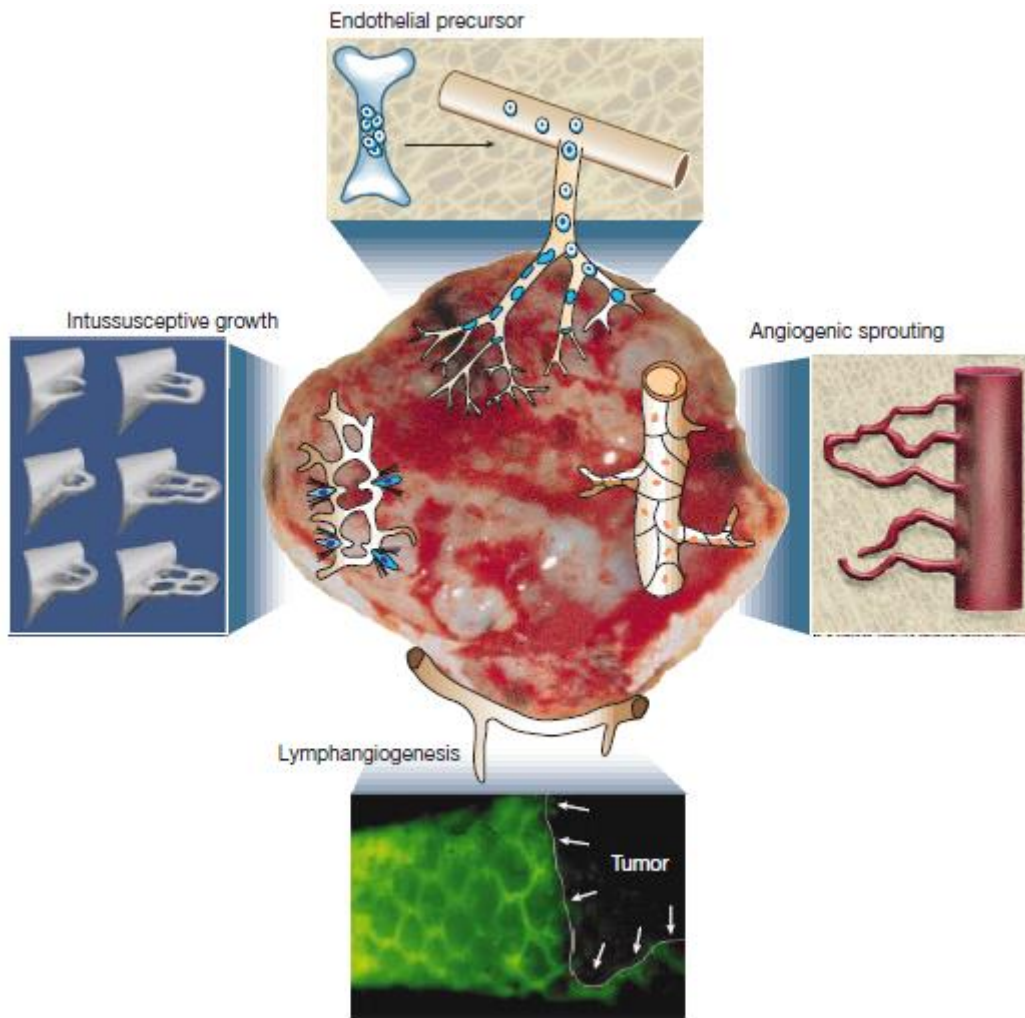 Endothelial precursor
Intussusceptive growth
Angiogenic sprouting
Lymphangiogenesis
Tumor